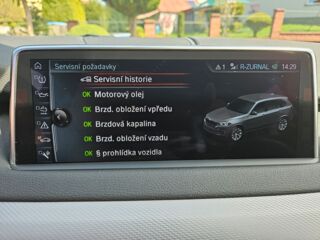 Servisní požadavky 1 R-ZURNAL 14:29
Servisní historie
OK Motorový olej
OK Brzd. obložení vpředu
OK Brzdová kapalina
OK Brzd. obložení vzadu
OK § prohlídka vozidla